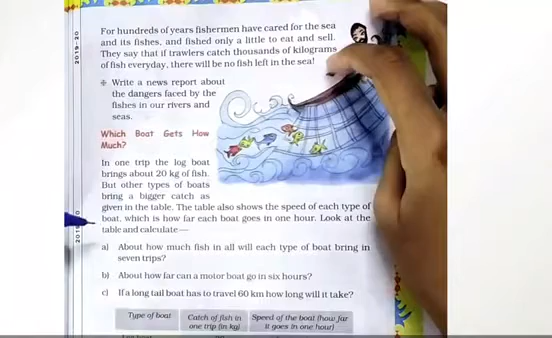 2019-20
For hundreds of years fishermen have cared for the sea
and its fishes, and fished only a little to eat and sell.
They say that if trawlers catch thousands of kilograms
of fish everyday, there will be no fish left in the sea!
Write a news report about
the dangers faced by the
fishes in our rivers and
seas.
Which Boat Gets How
Much?
In one trip the log boat
brings about 20 kg of fish.
But other types of boats
bring a bigger catch as
given in the table. The table also shows the speed of each type of
boat, which is how far each boat goes in one hour. Look at the
table and calculate—
a) About how much fish in all will each type of boat bring in
seven trips?
b) About how far can a motor boat go in six hours?
c) If a long tail boat has to travel 60 km how long will it take?
Type of boat Catch of fish in Speed of the boat (how far
one trip (in kg) it goes in one hour)